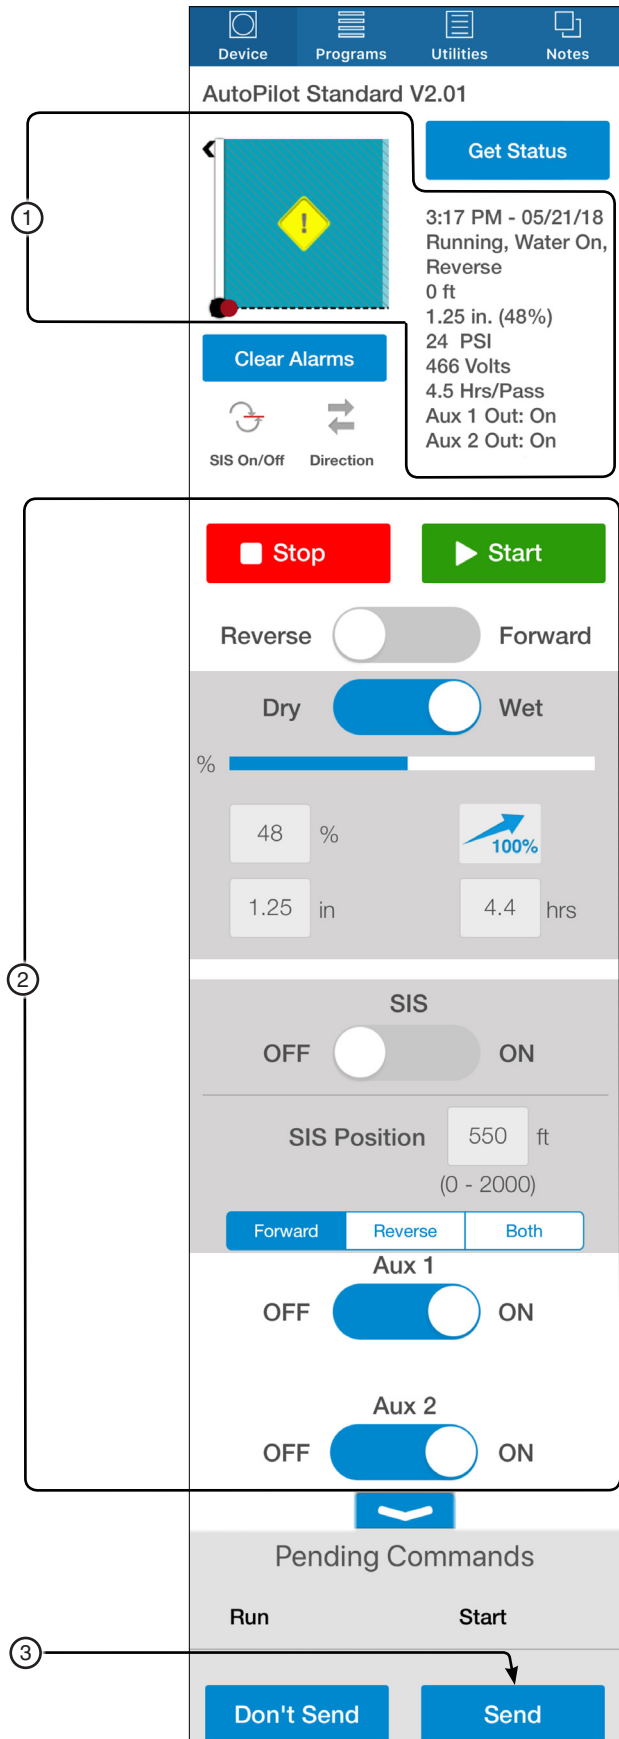 Device Programs Utilities Notes
AutoPilot Standard V2.01
Get Status
1
!
3:17 PM - 05/21/18
Running, Water On,
Reverse
0 ft
1.25 in. (48%)
24 PSI
466 Volts
4.5 Hrs/Pass
Aux 1 Out: On
Aux 2 Out: On
Clear Alarms
SIS On/Off Direction
2
Stop Start
Reverse Forward
Dry Wet
%
48 % 100%
1.25 in 4.4 hrs
SIS
OFF ON
SIS Position 550 ft
(0 - 2000)
Forward Reverse Both
Aux 1
OFF ON
Aux 2
OFF ON
Pending Commands
Run Start
3
Don't Send Send